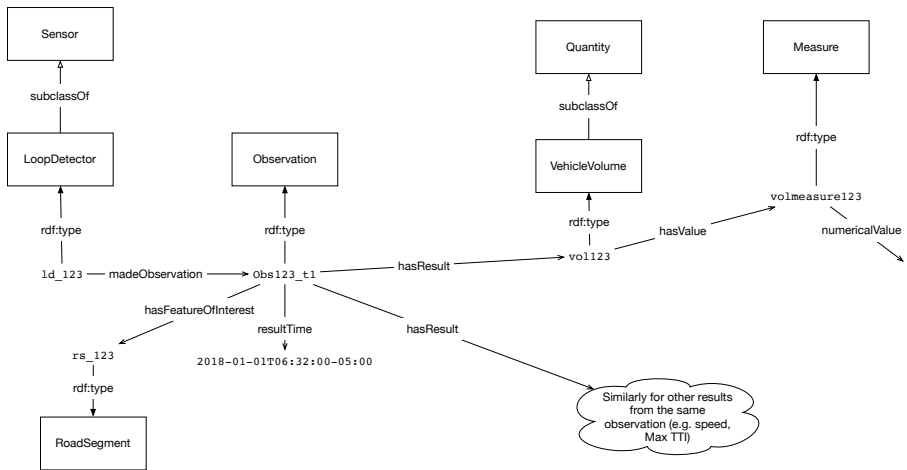 Sensor
Quantity
Measure
subclassOf
subclassOf
rdf:type
LoopDetector
Observation
VehicleVolume
volmeasure123
rdf:type
rdf:type
rdf:type
hasValue
numericalValue
ld_123
madeObservation
Obs123_t1
hasResult
vol123
hasFeatureOfInterest
resultTime
hasResult
rs_123
2018-01-01T06:32:00-05:00
rdf:type
Similarly for other results
from the same
observation (e.g. speed,
Max TTI)
RoadSegment